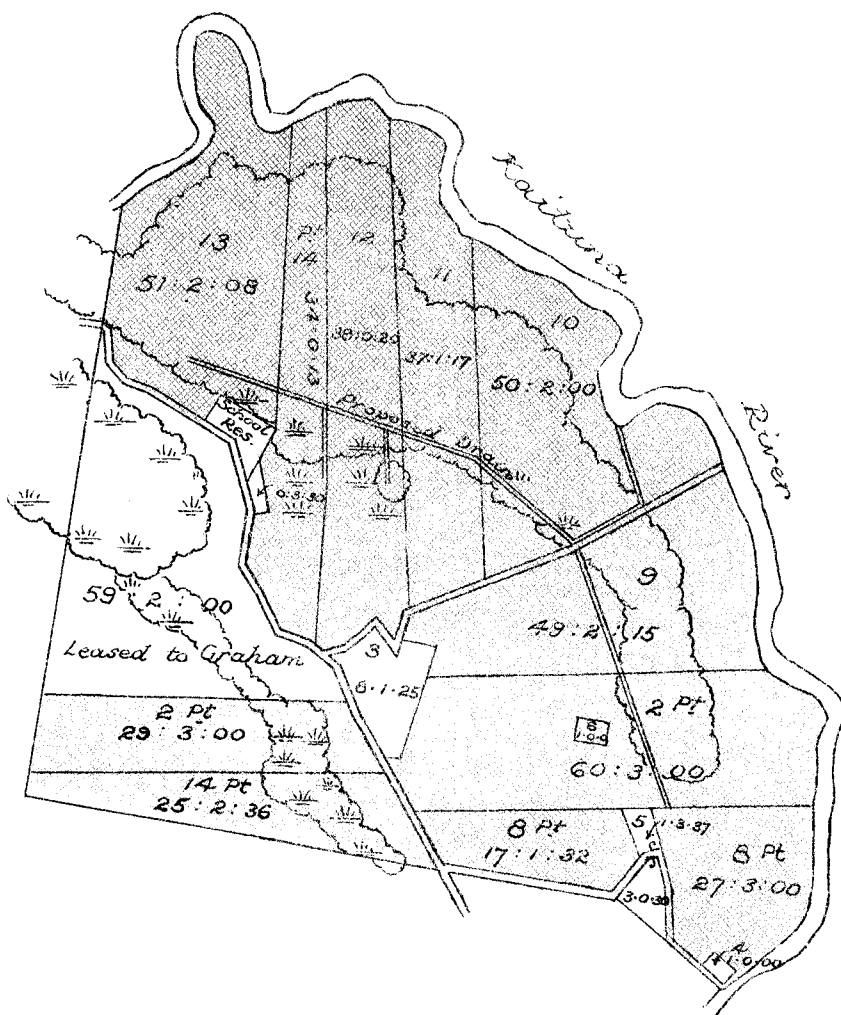 Kaituna
River
13
51:2:08
Pt
14
34:0:13
12
38:0:20
11
37:1:17
10
50:2:00
Proposed Drain
School
Res.
0.3.30
59:2:00
Leased to Graham
3
8.1.25
9
49:2:15
2 Pt
29:3:00
14 Pt
25:2:36
2 Pt
60:3:00
8 Pt
17:1:32
5
1.3.37
3.0.30
8 Pt
27:3:00
4
1:0:00